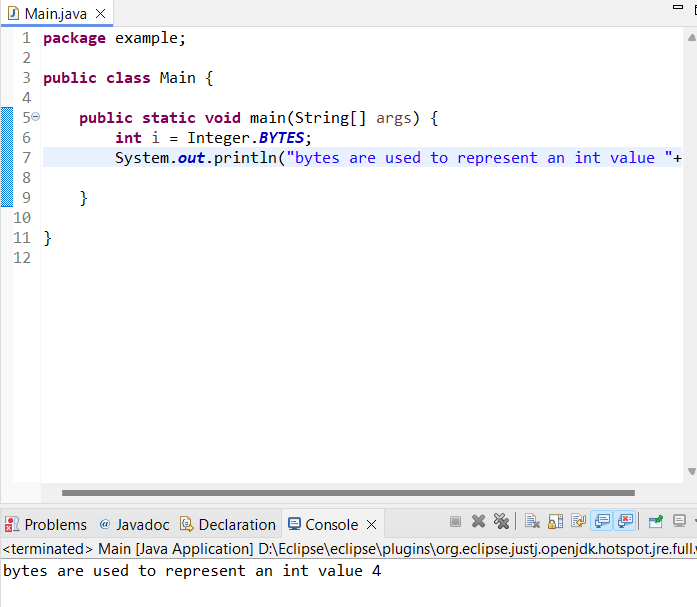 Main.java
1 package example;
2
3 public class Main {
4
5 public static void main(String[] args) {
6 int i = Integer.BYTES;
7 System.out.println("bytes are used to represent an int value "+
8
9 }
10
11 }
12
Problems @ Javadoc Declaration Console
<terminated> Main [Java Application] D:\Eclipse\eclipse\plugins\org.eclipse.justj.openjdk.hotspot.jre.full.
bytes are used to represent an int value 4